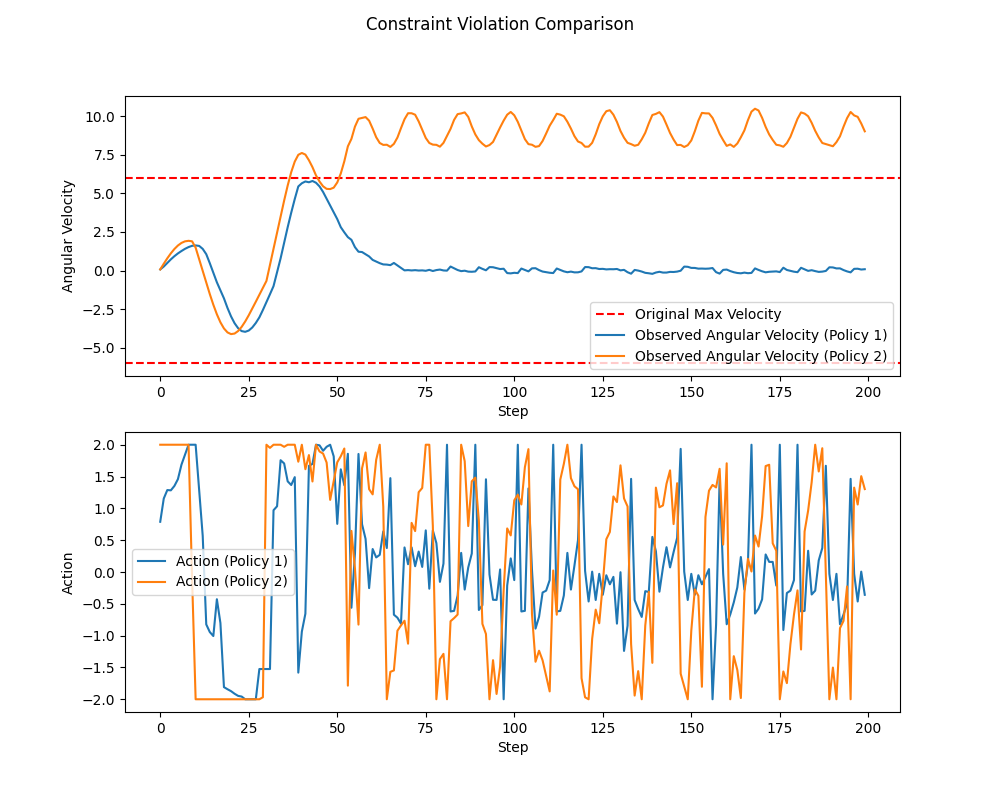 Constraint Violation Comparison
10.0
7.5
5.0
2.5
0.0
−2.5
−5.0
Angular Velocity
Original Max Velocity
Observed Angular Velocity (Policy 1)
Observed Angular Velocity (Policy 2)
0 25 50 75 100 125 150 175 200
Step
2.0
1.5
1.0
0.5
0.0
−0.5
−1.0
−1.5
−2.0
Action
Action (Policy 1)
Action (Policy 2)
0 25 50 75 100 125 150 175 200
Step